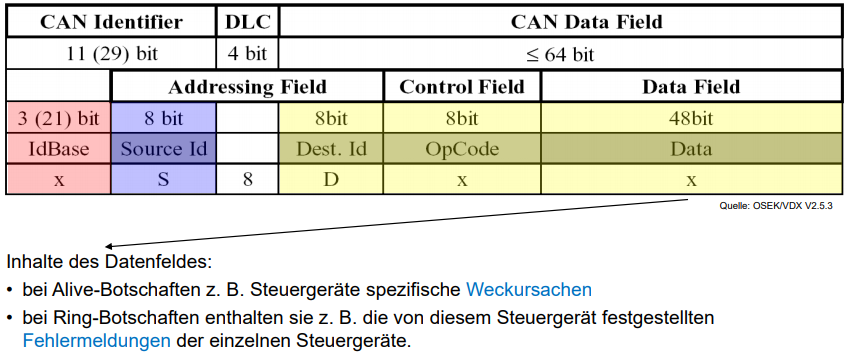 CAN Identifier DLC CAN Data Field
11 (29) bit 4 bit ≤ 64 bit
Addressing Field Control Field Data Field
3 (21) bit 8 bit 8bit 8bit 48bit
IdBase Source Id Dest. Id OpCode Data
x S 8 D x x
Quelle: OSEK/VDX V2.5.3
Inhalte des Datenfeldes:
• bei Alive-Botschaften z. B. Steuergeräte spezifische Weckursachen
• bei Ring-Botschaften enthalten sie z. B. die von diesem Steuergerät festgestellten
Fehlermeldungen der einzelnen Steuergeräte.